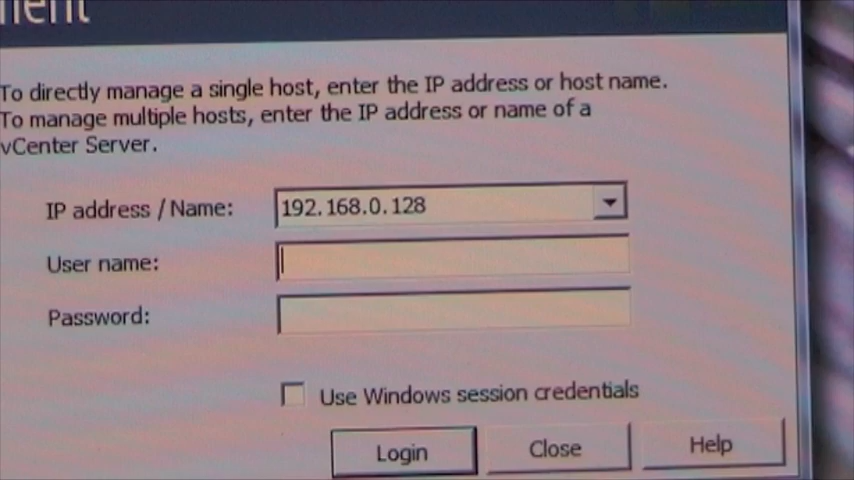 To directly manage a single host, enter the IP address or host name.
To manage multiple hosts, enter the IP address or name of a
vCenter Server.
IP address / Name: 192.168.0.128
User name:
Password:
Use Windows session credentials
Login Close Help